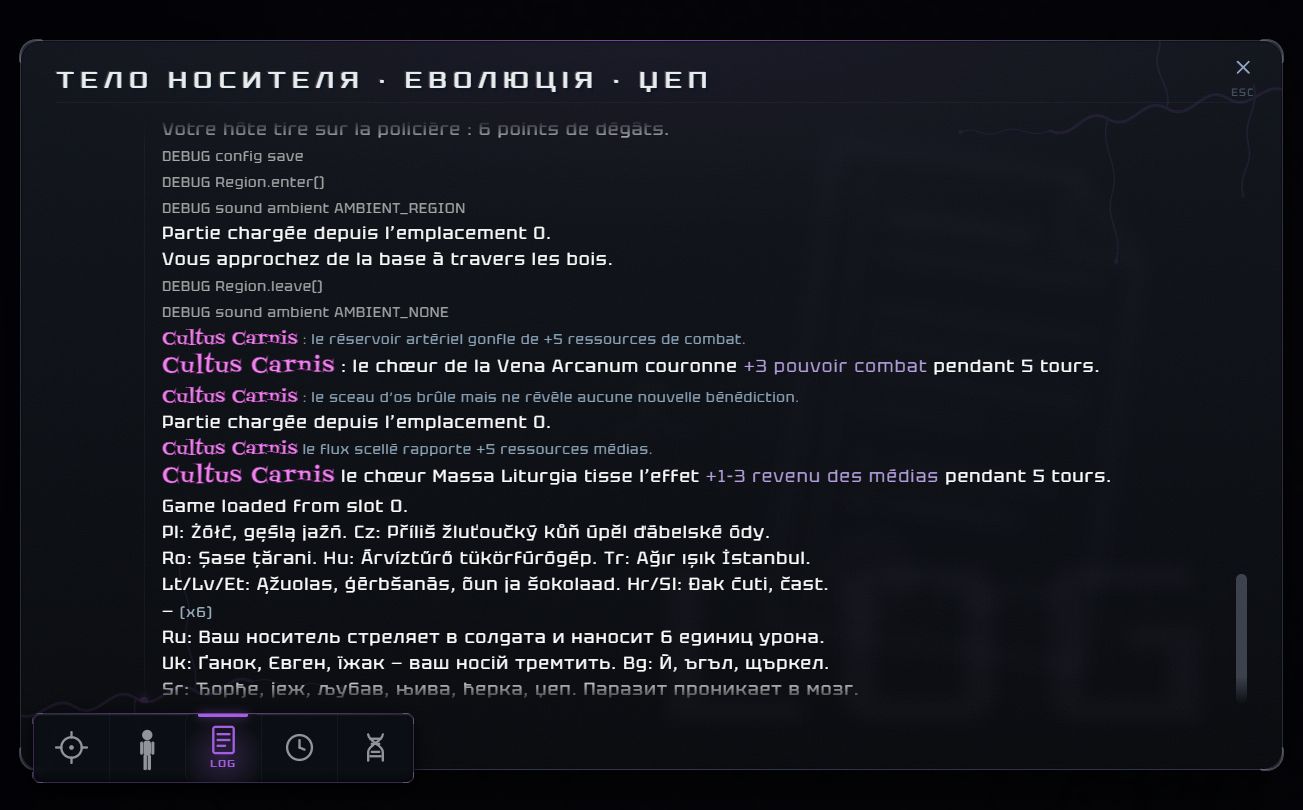 ТЕЛО НОСИТЕЛЯ · ЕВОЛЮЦІЯ · ЏЕП
ESC
Votre hôte tire sur la policière : 6 points de dégâts.
DEBUG config save
DEBUG Region.enter()
DEBUG sound ambient AMBIENT_REGION
Partie chargée depuis l'emplacement 0.
Vous approchez de la base à travers les bois.
DEBUG Region.leave()
DEBUG sound ambient AMBIENT_NONE
Cultus Carnis : le réservoir artériel gonfle de +5 ressources de combat.
Cultus Carnis : le chœur de la Vena Arcanum couronne +3 pouvoir combat pendant 5 tours.
Cultus Carnis : le sceau d'os brûle mais ne révèle aucune nouvelle bénédiction.
Partie chargée depuis l'emplacement 0.
Cultus Carnis le flux scellé rapporte +5 ressources médias.
Cultus Carnis le chœur Massa Liturgia tisse l'effet +1-3 revenu des médias pendant 5 tours.
Game loaded from slot 0.
Pl: Żółć, gęślą jaźń. Cz: Příliš žluťoučký kůň úpěl ďábelské ódy.
Ro: Șase țărani. Hu: Árvíztűrő tükörfúrógép. Tr: Ağır ışık İstanbul.
Lt/Lv/Et: Ąžuolas, ģērbšanās, õun ja šokolaad. Hr/Sl: Đak ćuti, čast.
– (x6)
Ru: Ваш носитель стреляет в солдата и наносит 6 единиц урона.
Uk: Ґанок, Євген, їжак – ваш носій тремтить. Bg: Й, ъгъл, щъркел.
Sr: Ђорђе, јеж, љубав, њива, ћерка, џеп. Паразит проникает в мозг.
LOG
LOG